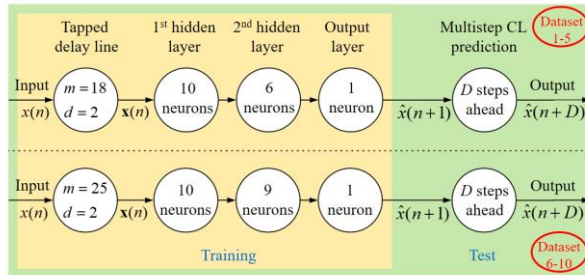 Tapped
delay line
1st hidden
layer
2nd hidden
layer
Output
layer
Multistep CL
prediction
Dataset
1-5
Input
x(n)
m = 18
d = 2
x(n)
10
neurons
6
neurons
1
neuron
x̂(n+1)
D steps
ahead
Output
x̂(n+D)
Input
x(n)
m = 25
d = 2
x(n)
10
neurons
9
neurons
1
neuron
x̂(n+1)
D steps
ahead
Output
x̂(n+D)
Training
Test
Dataset
6-10